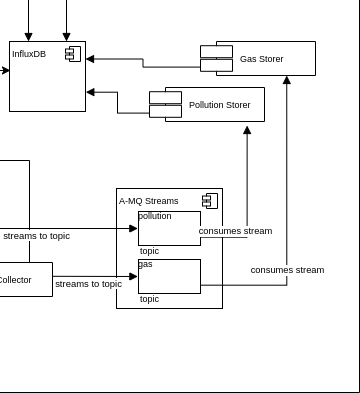 InfluxDB
Gas Storer
Pollution Storer
A-MQ Streams
pollution
consumes stream
streams to topic
topic
gas
consumes stream
Collector
streams to topic
topic